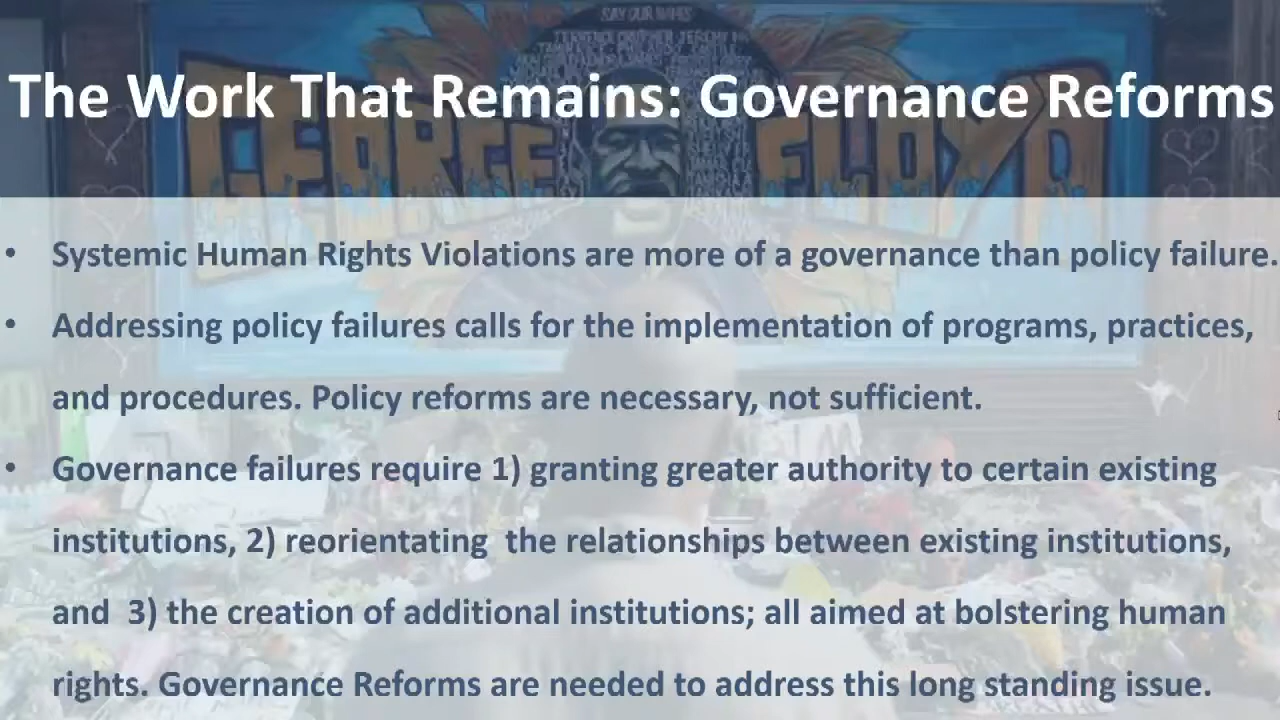 SAY OUR NAMES
The Work That Remains: Governance Reforms
GEORGE FLOYD
• Systemic Human Rights Violations are more of a governance than policy failure.
• Addressing policy failures calls for the implementation of programs, practices,
and procedures. Policy reforms are necessary, not sufficient.
• Governance failures require 1) granting greater authority to certain existing
institutions, 2) reorientating  the relationships between existing institutions,
and  3) the creation of additional institutions; all aimed at bolstering human
rights. Governance Reforms are needed to address this long standing issue.